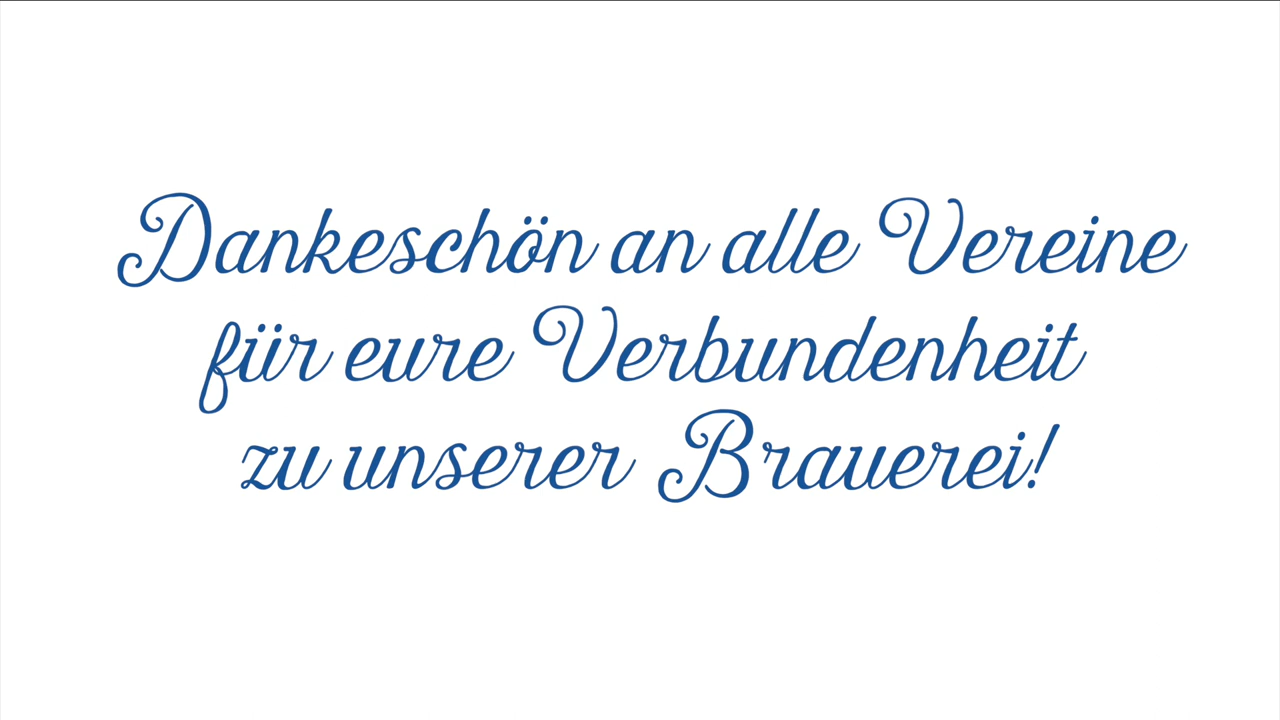 Dankeschön an alle Vereine
für eure Verbundenheit
zu unserer Brauerei!